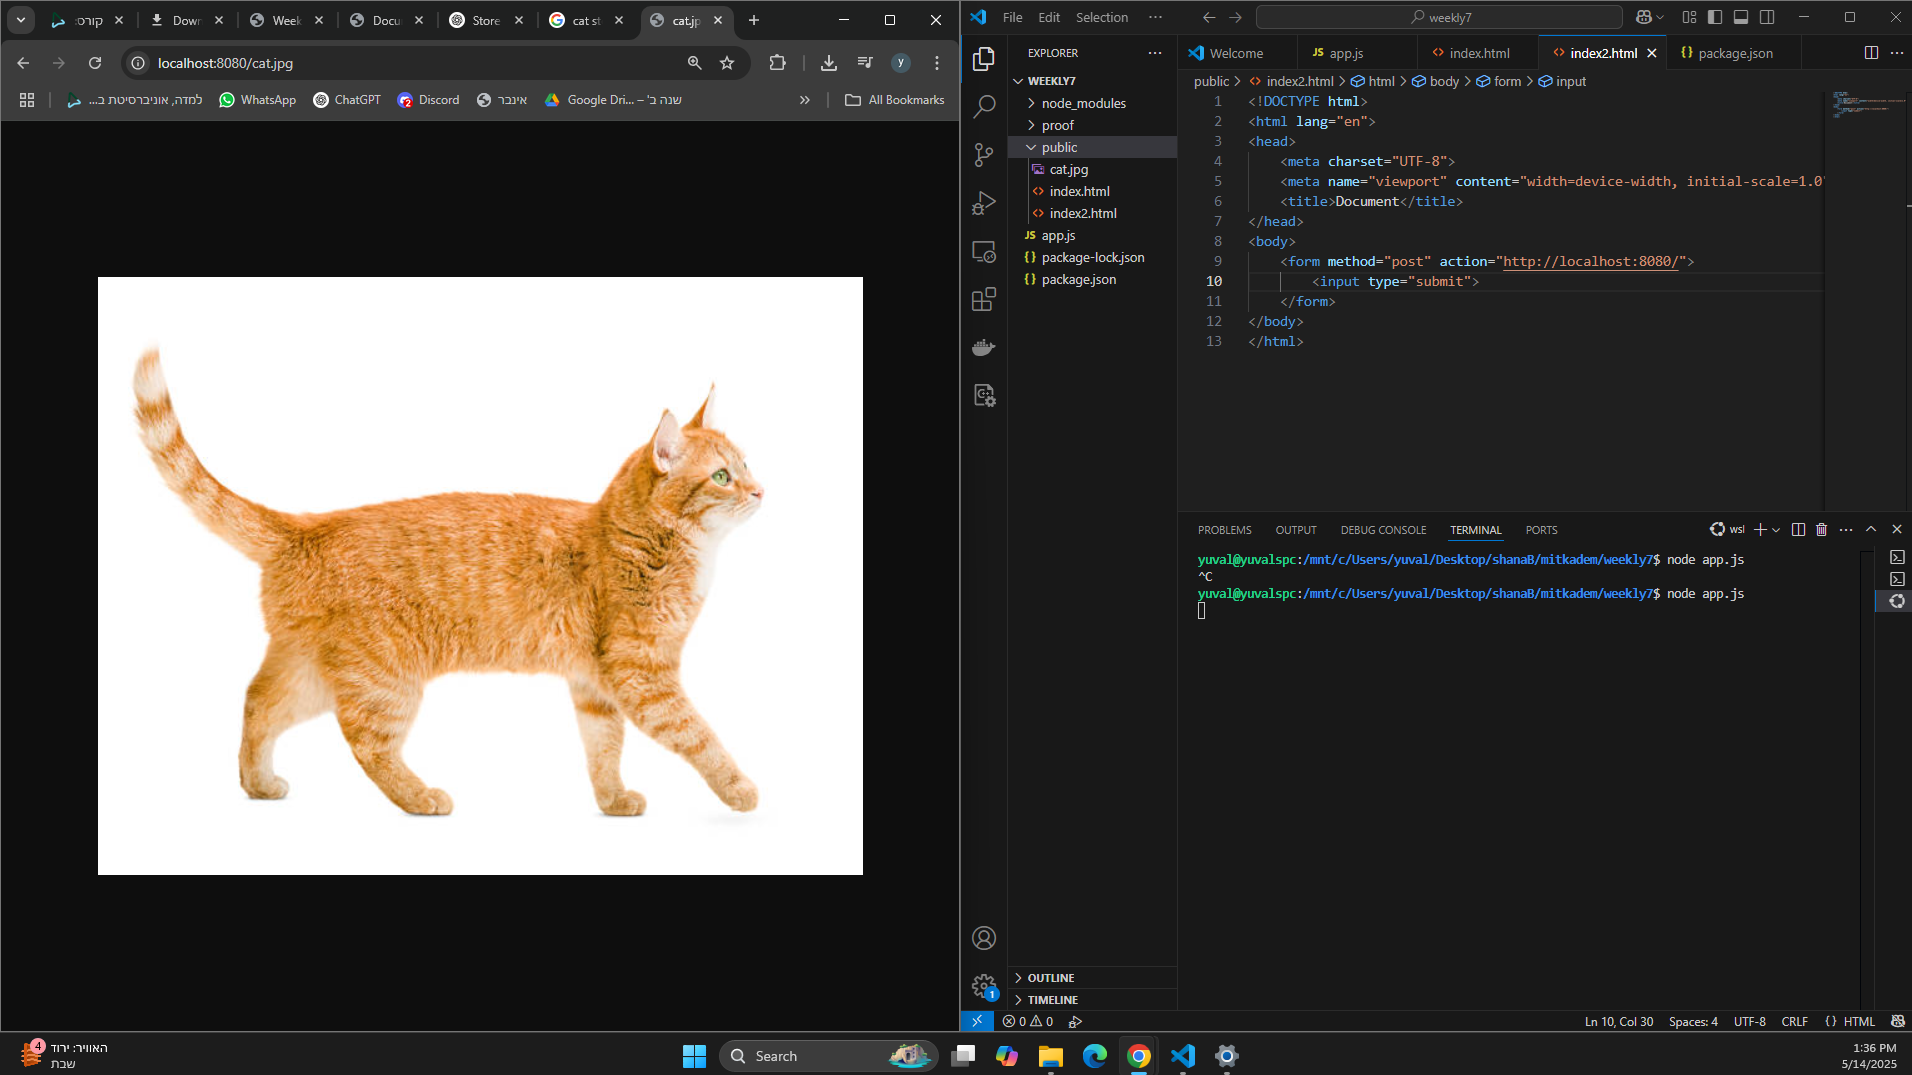 קורס:
Down
Week
Docu
Store
cat st
cat.jp
localhost:8080/cat.jpg
למדה, אוניברסיטת ב...
WhatsApp
ChatGPT
Discord
אינבר
Google Dri... – 'שנה ב
All Bookmarks
File Edit Selection
weekly7
EXPLORER
WEEKLY7
node_modules
proof
public
cat.jpg
index.html
index2.html
JS app.js
{} package-lock.json
{} package.json
OUTLINE
TIMELINE
Welcome
JS app.js
index.html
index2.html
{} package.json
public > index2.html > html > body > form > input
1 <!DOCTYPE html>
2 <html lang="en">
3 <head>
4 <meta charset="UTF-8">
5 <meta name="viewport" content="width=device-width, initial-scale=1.0"
6 <title>Document</title>
7 </head>
8 <body>
9 <form method="post" action="http://localhost:8080/">
10 <input type="submit">
11 </form>
12 </body>
13 </html>
PROBLEMS OUTPUT DEBUG CONSOLE TERMINAL PORTS
wsl
yuval@yuvalspc:/mnt/c/Users/yuval/Desktop/shanaB/mitkadem/weekly7$ node app.js
^C
yuval@yuvalspc:/mnt/c/Users/yuval/Desktop/shanaB/mitkadem/weekly7$ node app.js
1
0 0
Ln 10, Col 30 Spaces: 4 UTF-8 CRLF {} HTML
4
האוויר: ירוד
שבת
Search
1:36 PM
5/14/2025